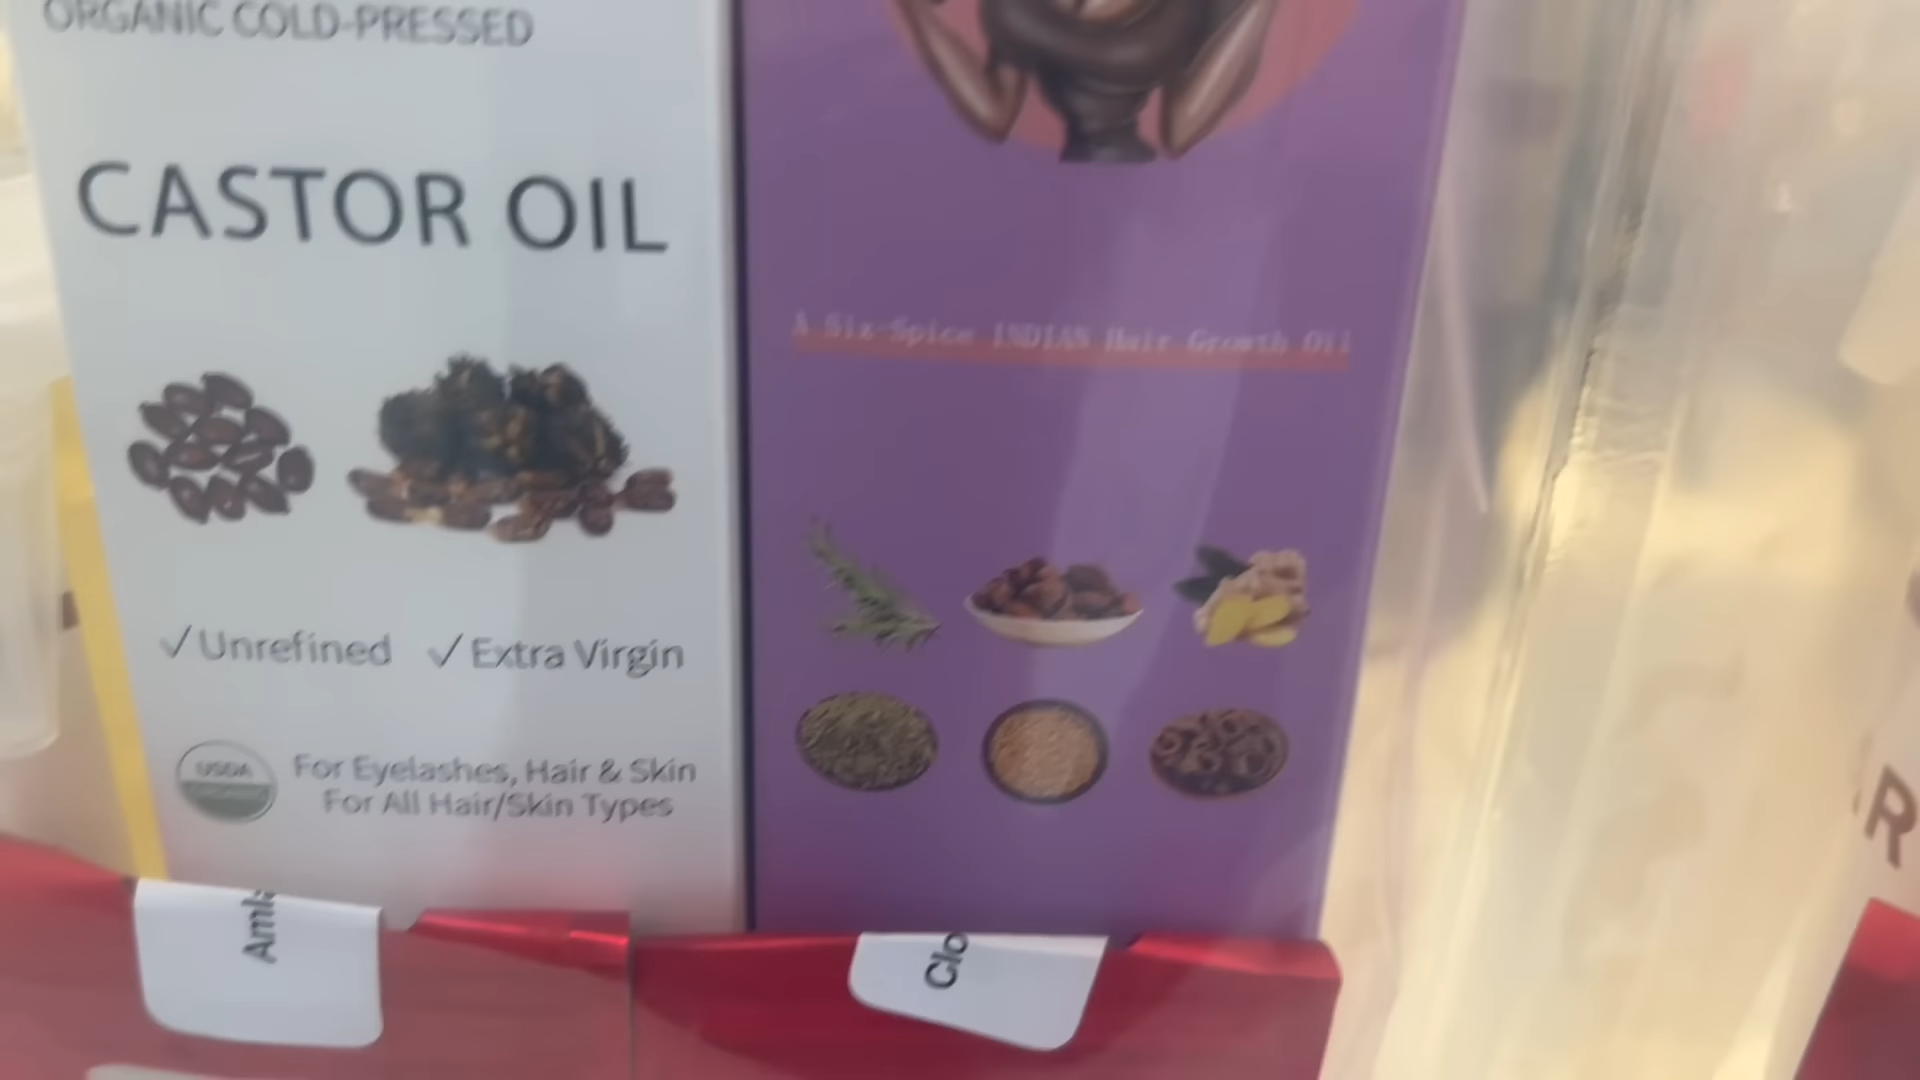 ORGANIC COLD-PRESSED
CASTOR OIL
✓Unrefined ✓Extra Virgin
USDA
For Eyelashes, Hair & Skin
For All Hair/Skin Types
A Six-Spice INDIAN Hair Growth Oil
Aml
Clo
R